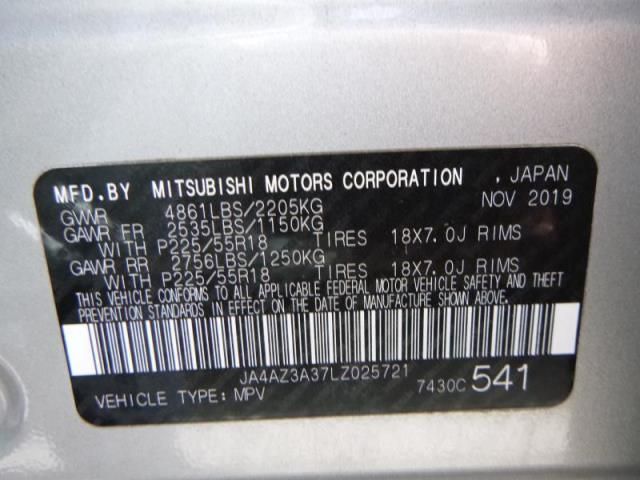 MFD.BY MITSUBISHI MOTORS CORPORATION , JAPAN
GVWR 4861LBS/2205KG NOV 2019
GAWR FR 2535LBS/1150KG
WITH P225/55R18 TIRES 18X7.0J RIMS
GAWR RR 2756LBS/1250KG
WITH P225/55R18 TIRES 18X7.0J RIMS
THIS VEHICLE CONFORMS TO ALL APPLICABLE FEDERAL MOTOR VEHICLE SAFETY AND THEFT
PREVENTION STANDARDS IN EFFECT ON THE DATE OF MANUFACTURE SHOWN ABOVE.
JA4AZ3A37LZ025721
VEHICLE TYPE: MPV 7430C 541